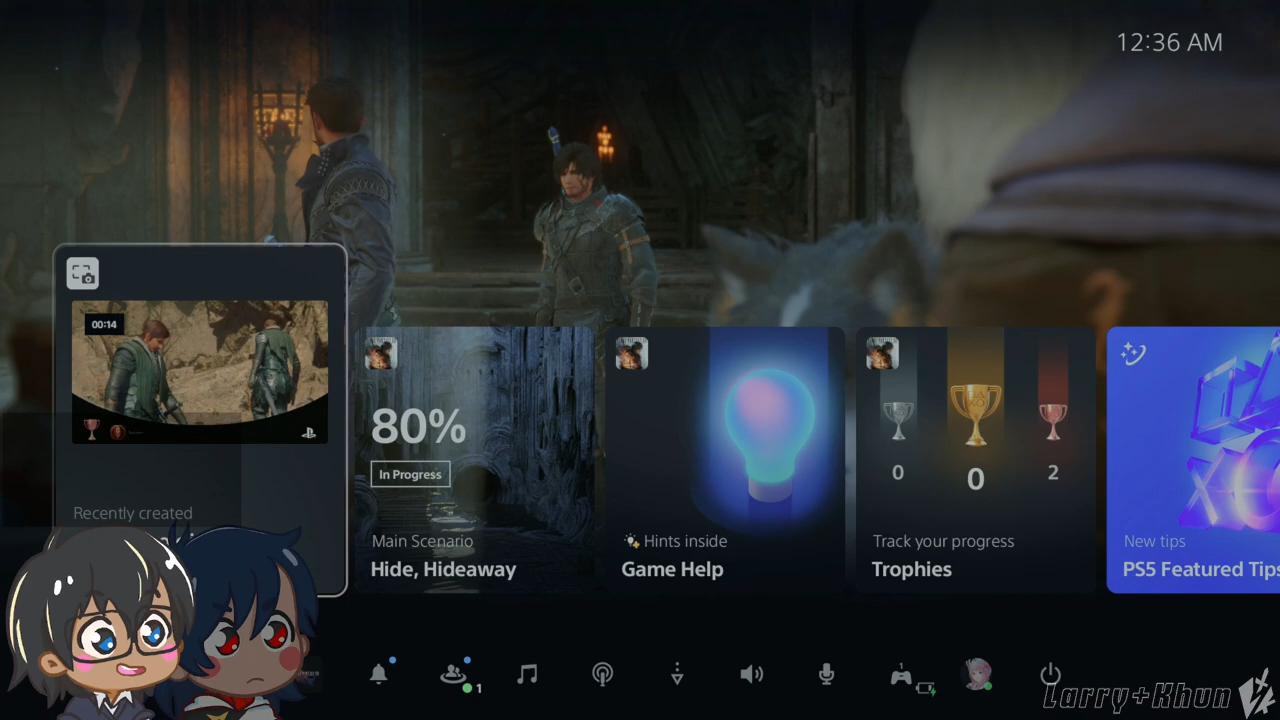 12:36 AM
00:14
Recently created
80%
In Progress
Main Scenario
Hide, Hideaway
Hints inside
Game Help
0
0
2
Track your progress
Trophies
New tips
PS5 Featured Tips
1
1
Larry+Khun